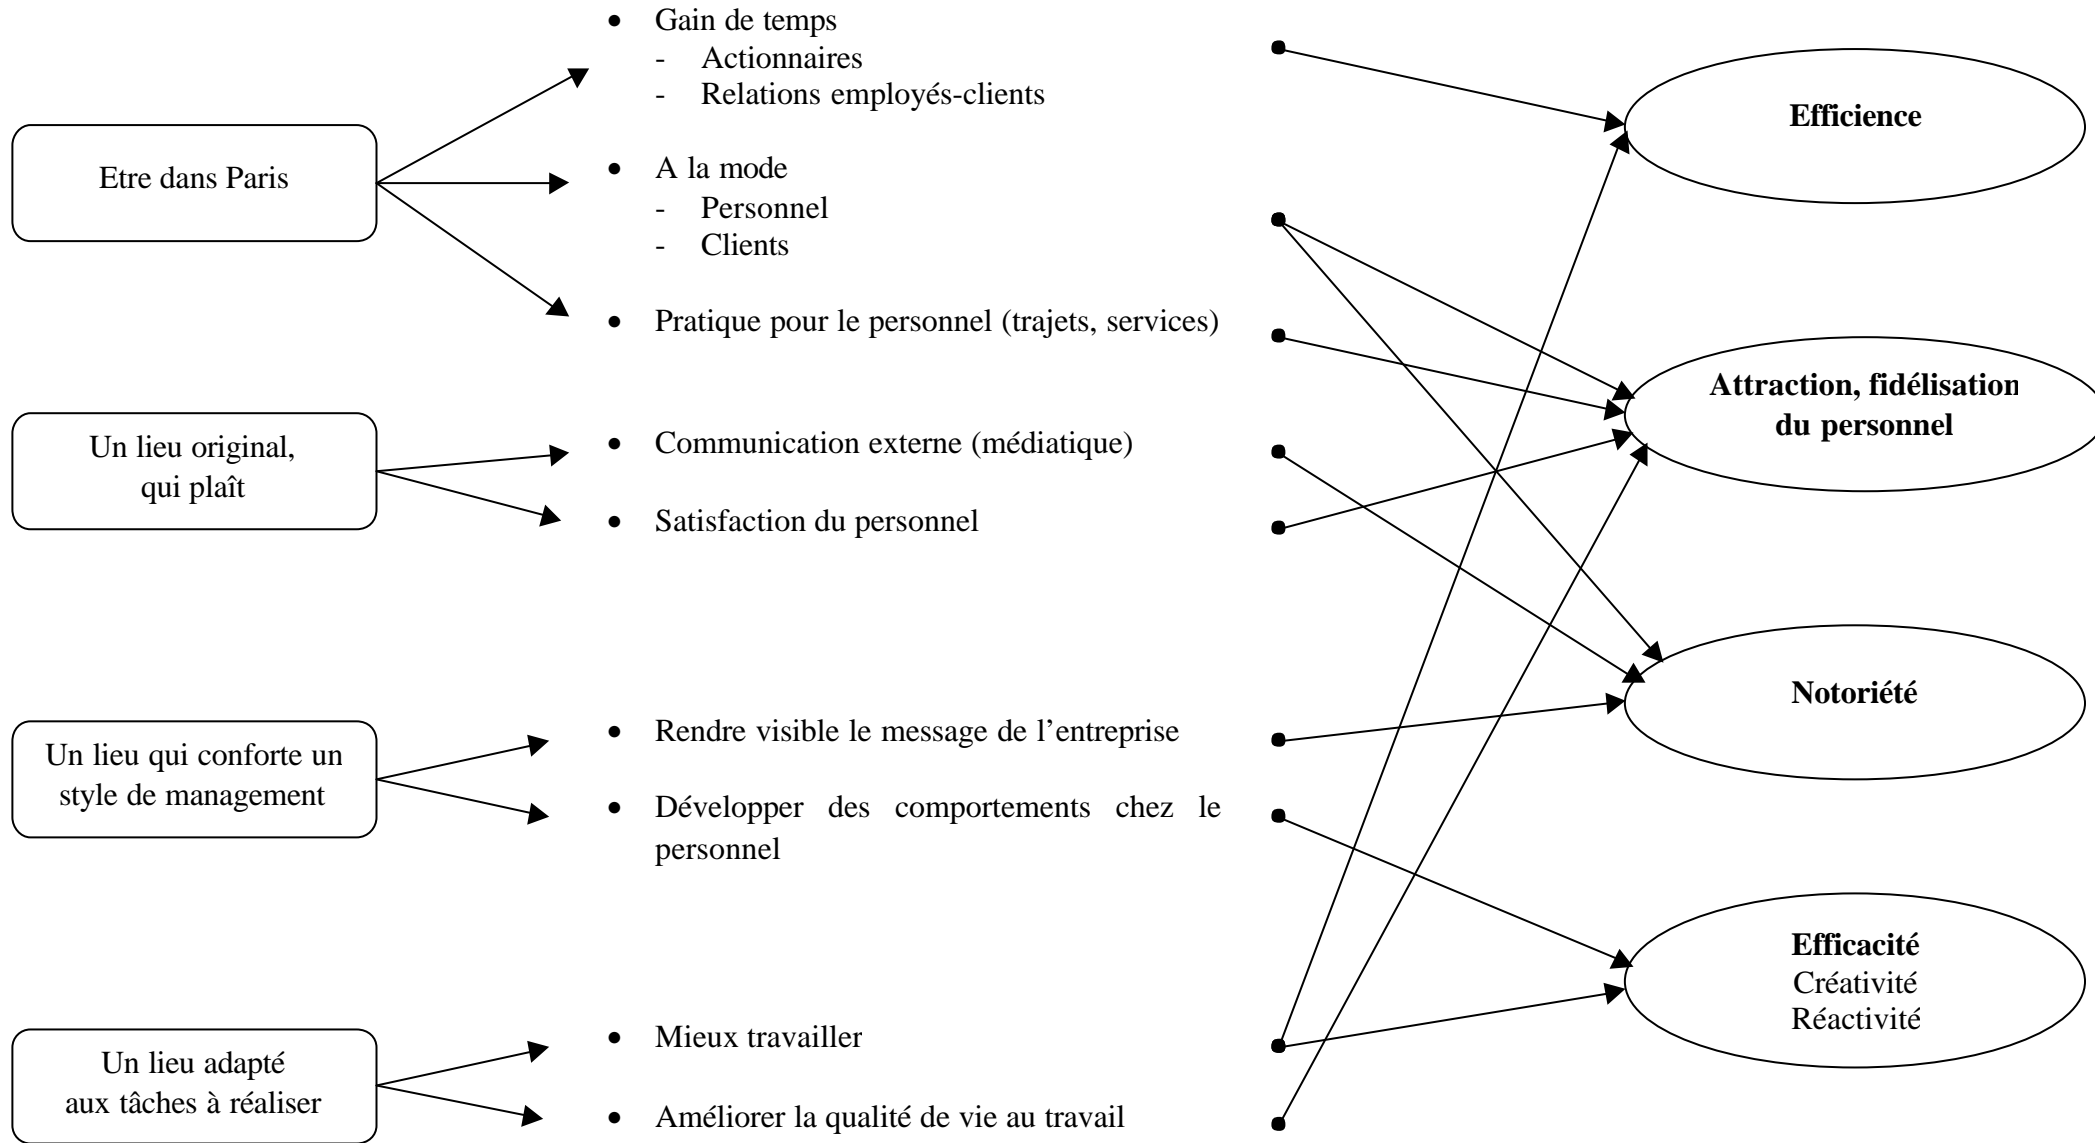 Etre dans Paris
• Gain de temps
- Actionnaires
- Relations employés-clients
• A la mode
- Personnel
- Clients
• Pratique pour le personnel (trajets, services)
Un lieu original,
qui plaît
• Communication externe (médiatique)
• Satisfaction du personnel
Un lieu qui conforte un
style de management
• Rendre visible le message de l’entreprise
• Développer des comportements chez le
personnel
Un lieu adapté
aux tâches à réaliser
• Mieux travailler
• Améliorer la qualité de vie au travail
Efficience
Attraction, fidélisation
du personnel
Notoriété
Efficacité
Créativité
Réactivité